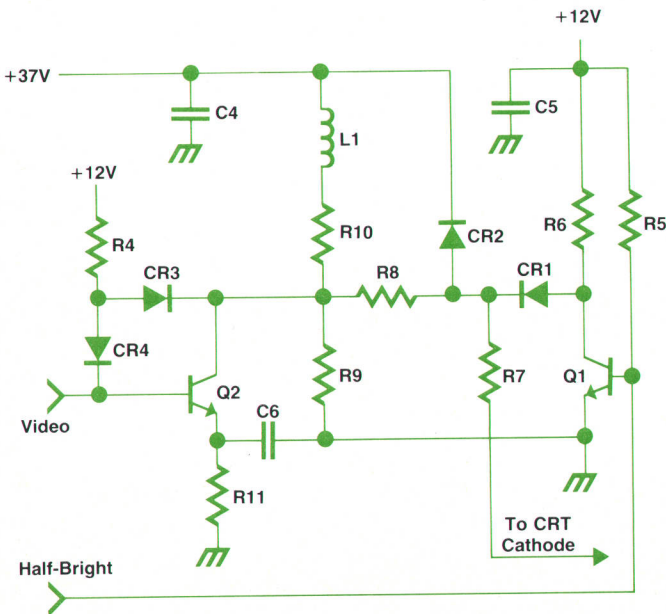 +12V
+37V
C4
C5
L1
+12V
R4
R10
CR2
R6
R5
CR3
R8
CR1
CR4
R9
R7
Q1
Q2
C6
Video
R11
To CRT
Cathode
Half-Bright